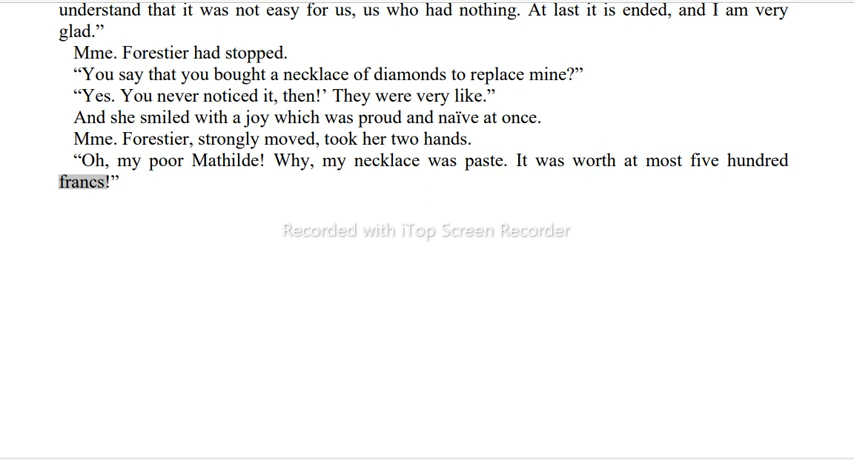 understand that it was not easy for us, us who had nothing. At last it is ended, and I am very
glad.”
Mme. Forestier had stopped.
“You say that you bought a necklace of diamonds to replace mine?”
“Yes. You never noticed it, then!’ They were very like.”
And she smiled with a joy which was proud and naïve at once.
Mme. Forestier, strongly moved, took her two hands.
“Oh, my poor Mathilde! Why, my necklace was paste. It was worth at most five hundred
francs!”
Recorded with iTop Screen Recorder